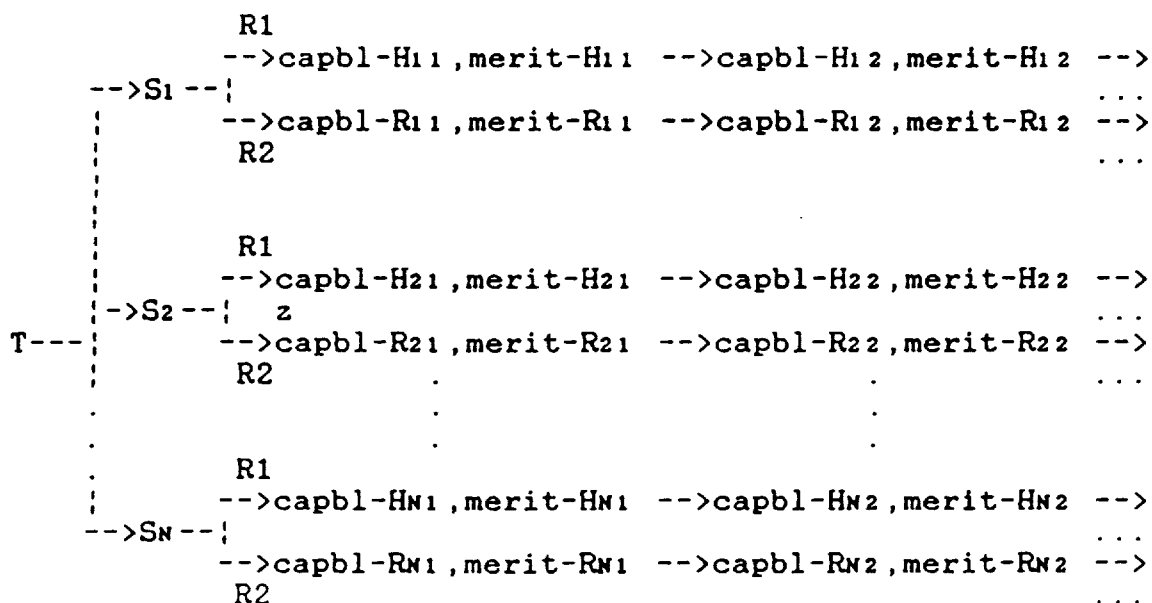 R1
-->capbl-H11,merit-H11 -->capbl-H12,merit-H12 -->
-->S1--¦ ...
-->capbl-R11,merit-R11 -->capbl-R12,merit-R12 -->
R2 ...
R1
-->capbl-H21,merit-H21 -->capbl-H22,merit-H22 -->
->S2--¦ z ...
T---¦ -->capbl-R21,merit-R21 -->capbl-R22,merit-R22 -->
R2 . . ...
. . .
. . .
. R1
-->capbl-HN1,merit-HN1 -->capbl-HN2,merit-HN2 -->
-->SN--¦ ...
-->capbl-RN1,merit-RN1 -->capbl-RN2,merit-RN2 -->
R2 ...